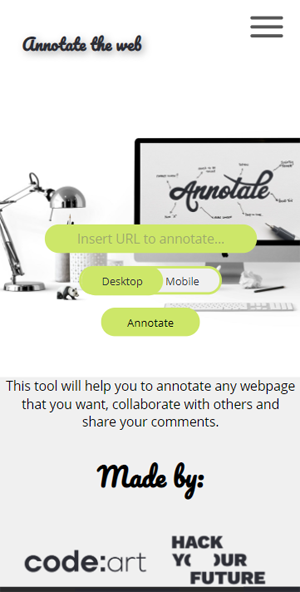 Annotate the web
Annotate
Insert URL to annotate...
Desktop Mobile
Annotate
This tool will help you to annotate any webpage
that you want, collaborate with others and
share your comments.
Made by:
code:art
HACK
YOUR
FUTURE